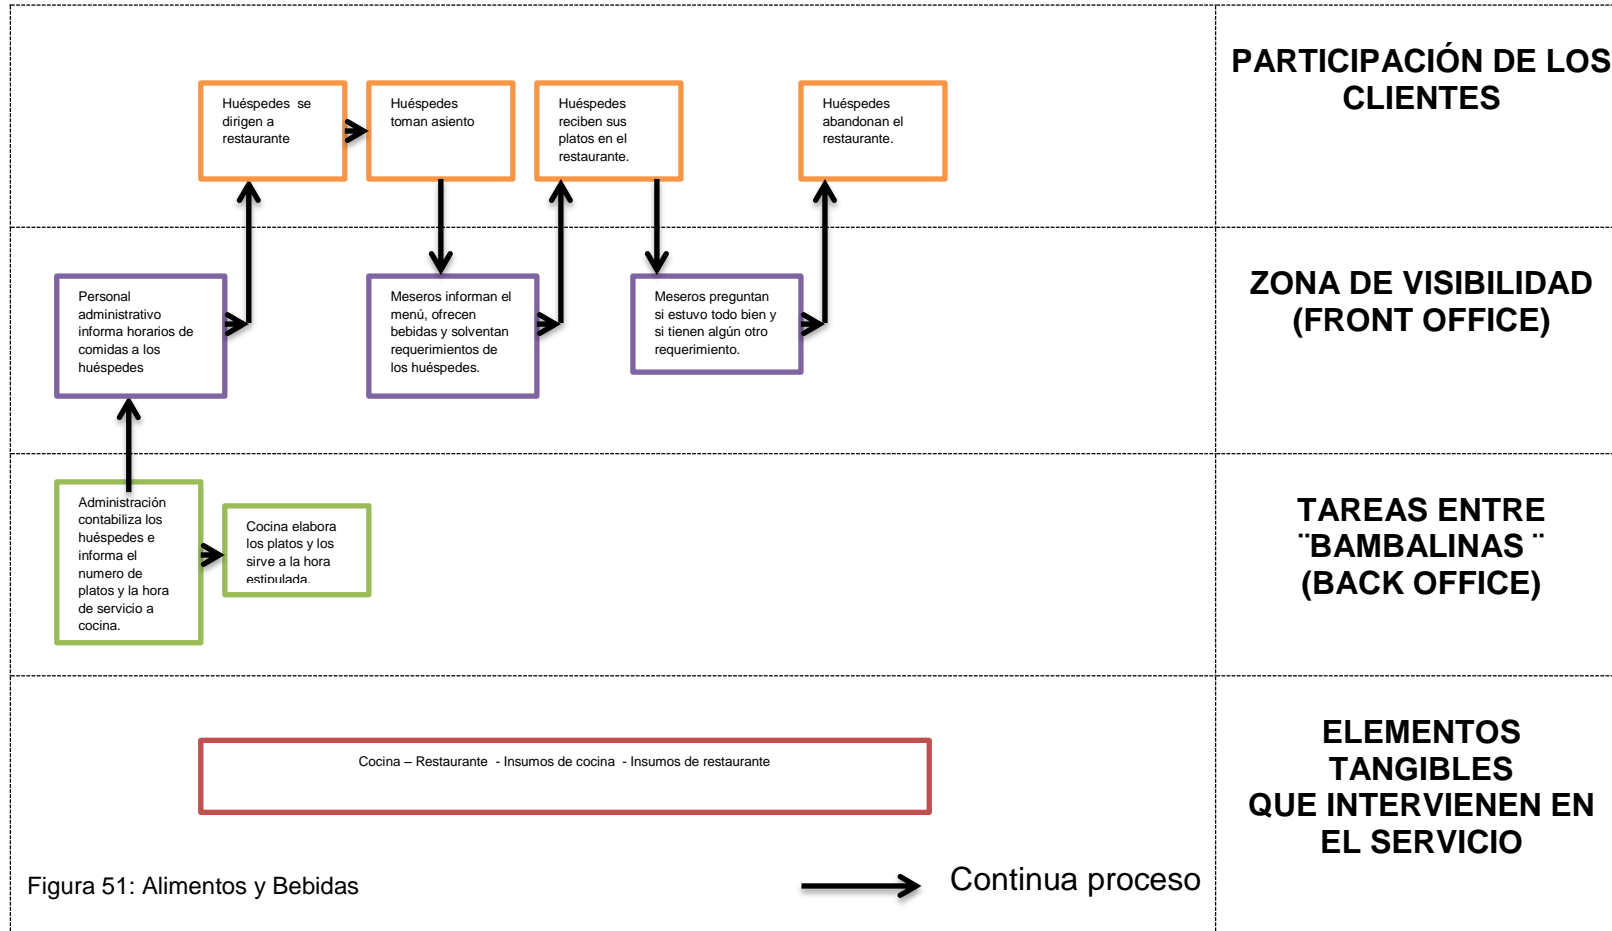 PARTICIPACIÓN DE LOS
CLIENTES
Huéspedes se
dirigen a
restaurante
Huéspedes
toman asiento
Huéspedes
reciben sus
platos en el
restaurante.
Huéspedes
abandonan el
restaurante.
ZONA DE VISIBILIDAD
(FRONT OFFICE)
Personal
administrativo
informa horarios de
comidas a los
huéspedes
Meseros informan el
menú, ofrecen
bebidas y solventan
requerimientos de
los huéspedes.
Meseros preguntan
si estuvo todo bien y
si tienen algún otro
requerimiento.
TAREAS ENTRE
¨BAMBALINAS ¨
(BACK OFFICE)
Administración
contabiliza los
huéspedes e
informa el
numero de
platos y la hora
de servicio a
cocina.
Cocina elabora
los platos y los
sirve a la hora
estipulada.
ELEMENTOS
TANGIBLES
QUE INTERVIENEN EN
EL SERVICIO
Cocina – Restaurante - Insumos de cocina - Insumos de restaurante
Figura 51: Alimentos y Bebidas
Continua proceso